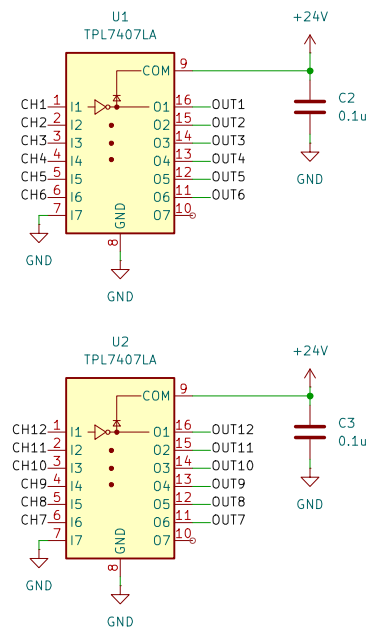 U1
TPL7407LA
+24V
COM 9
CH1 1 I1 O1 16 OUT1
CH2 2 I2 O2 15 OUT2
CH3 3 I3 O3 14 OUT3
CH4 4 I4 O4 13 OUT4
CH5 5 I5 O5 12 OUT5
CH6 6 I6 O6 11 OUT6
7 I7 O7 10
GND
8
C2
0.1u
GND
GND
GND
U2
TPL7407LA
+24V
COM 9
CH12 1 I1 O1 16 OUT12
CH11 2 I2 O2 15 OUT11
CH10 3 I3 O3 14 OUT10
CH9 4 I4 O4 13 OUT9
CH8 5 I5 O5 12 OUT8
CH7 6 I6 O6 11 OUT7
7 I7 O7 10
GND
8
C3
0.1u
GND
GND
GND